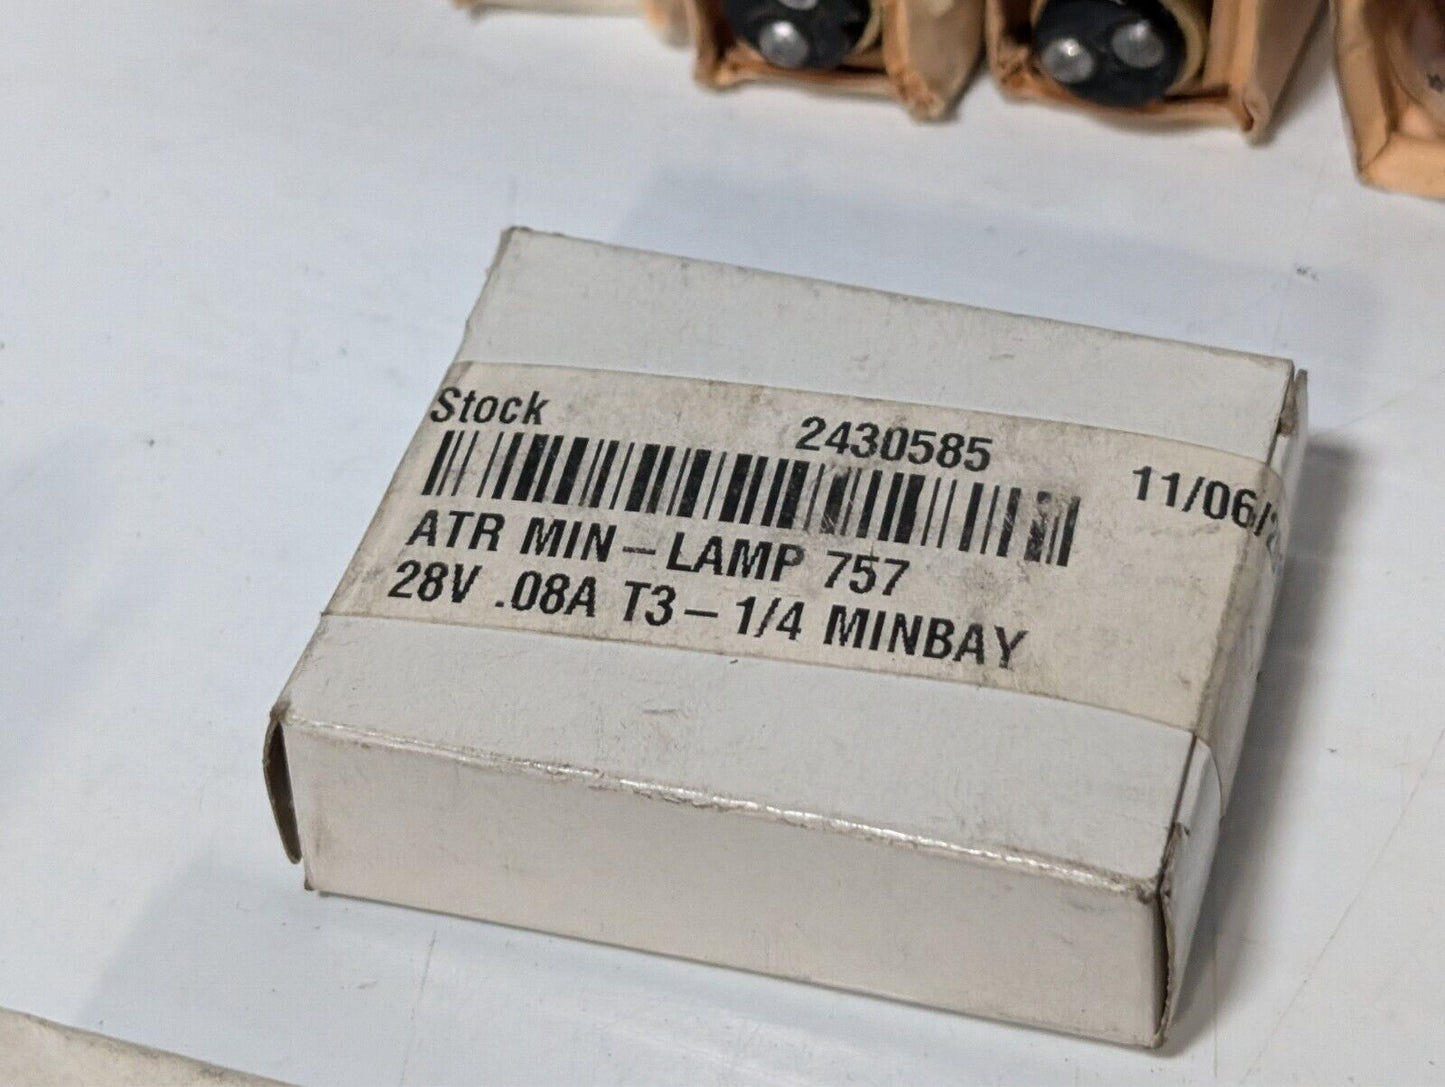 Stock 2430585 11/06/
ATR MIN-LAMP 757
28V .08A T3-1/4 MINBAY